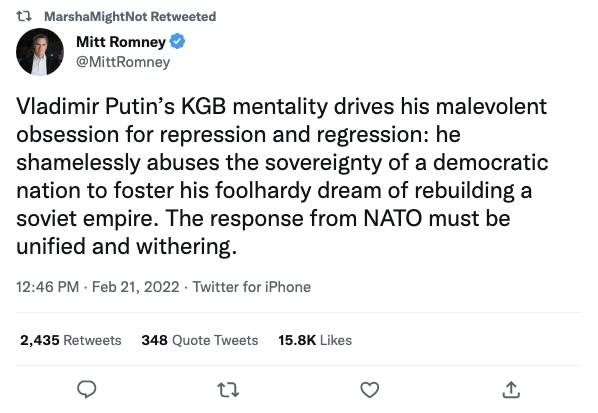 MarshaMightNot Retweeted
Mitt Romney
@MittRomney
Vladimir Putin’s KGB mentality drives his malevolent
obsession for repression and regression: he
shamelessly abuses the sovereignty of a democratic
nation to foster his foolhardy dream of rebuilding a
soviet empire. The response from NATO must be
unified and withering.
12:46 PM · Feb 21, 2022 · Twitter for iPhone
2,435 Retweets 348 Quote Tweets 15.8K Likes